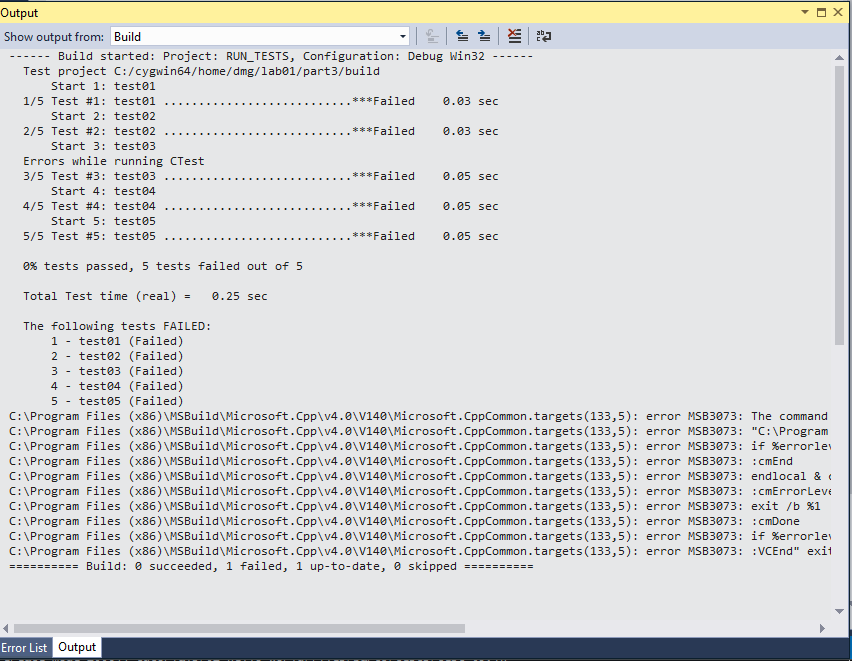 Output
Show output from: Build
------ Build started: Project: RUN_TESTS, Configuration: Debug Win32 ------
Test project C:/cygwin64/home/dmg/lab01/part3/build
Start 1: test01
1/5 Test #1: test01 ...........................***Failed 0.03 sec
Start 2: test02
2/5 Test #2: test02 ...........................***Failed 0.03 sec
Start 3: test03
Errors while running CTest
3/5 Test #3: test03 ...........................***Failed 0.05 sec
Start 4: test04
4/5 Test #4: test04 ...........................***Failed 0.05 sec
Start 5: test05
5/5 Test #5: test05 ...........................***Failed 0.05 sec
0% tests passed, 5 tests failed out of 5
Total Test time (real) = 0.25 sec
The following tests FAILED:
1 - test01 (Failed)
2 - test02 (Failed)
3 - test03 (Failed)
4 - test04 (Failed)
5 - test05 (Failed)
C:\Program Files (x86)\MSBuild\Microsoft.Cpp\v4.0\V140\Microsoft.CppCommon.targets(133,5): error MSB3073: The command
C:\Program Files (x86)\MSBuild\Microsoft.Cpp\v4.0\V140\Microsoft.CppCommon.targets(133,5): error MSB3073: "C:\Program
C:\Program Files (x86)\MSBuild\Microsoft.Cpp\v4.0\V140\Microsoft.CppCommon.targets(133,5): error MSB3073: if %errorlev
C:\Program Files (x86)\MSBuild\Microsoft.Cpp\v4.0\V140\Microsoft.CppCommon.targets(133,5): error MSB3073: :cmEnd
C:\Program Files (x86)\MSBuild\Microsoft.Cpp\v4.0\V140\Microsoft.CppCommon.targets(133,5): error MSB3073: endlocal &
C:\Program Files (x86)\MSBuild\Microsoft.Cpp\v4.0\V140\Microsoft.CppCommon.targets(133,5): error MSB3073: :cmErrorLeve
C:\Program Files (x86)\MSBuild\Microsoft.Cpp\v4.0\V140\Microsoft.CppCommon.targets(133,5): error MSB3073: exit /b %1
C:\Program Files (x86)\MSBuild\Microsoft.Cpp\v4.0\V140\Microsoft.CppCommon.targets(133,5): error MSB3073: :cmDone
C:\Program Files (x86)\MSBuild\Microsoft.Cpp\v4.0\V140\Microsoft.CppCommon.targets(133,5): error MSB3073: if %errorlev
C:\Program Files (x86)\MSBuild\Microsoft.Cpp\v4.0\V140\Microsoft.CppCommon.targets(133,5): error MSB3073: :VCEnd" exit
========== Build: 0 succeeded, 1 failed, 1 up-to-date, 0 skipped ==========
Error List Output